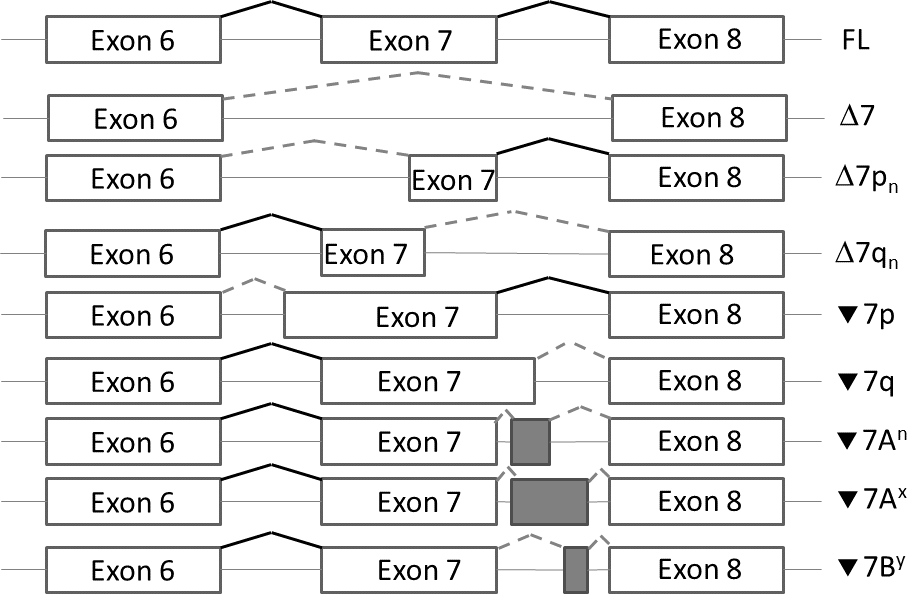 Exon 6 Exon 7 Exon 8 FL
Exon 6 Exon 8 Δ7
Exon 6 Exon 7 Exon 8 Δ7pₙ
Exon 6 Exon 7 Exon 8 Δ7qₙ
Exon 6 Exon 7 Exon 8 ▼7p
Exon 6 Exon 7 Exon 8 ▼7q
Exon 6 Exon 7 Exon 8 ▼7Aⁿ
Exon 6 Exon 7 Exon 8 ▼7Aˣ
Exon 6 Exon 7 Exon 8 ▼7Bʸ